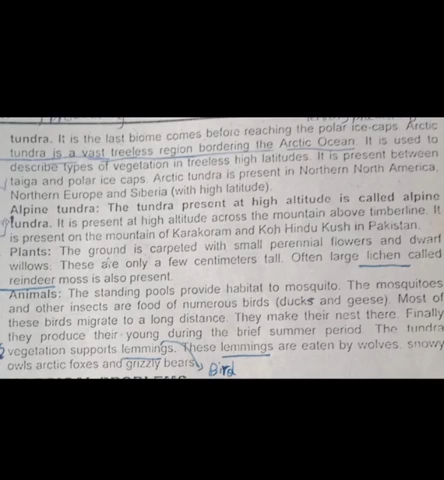 tundra. It is the last biome comes before reaching the polar ice-caps. Arctic
tundra is a vast treeless region bordering the Arctic Ocean. It is used to
describe types of vegetation in treeless high latitudes. It is present between
taiga and polar ice caps. Arctic tundra is present in Northern North America,
Northern Europe and Siberia (with high latitude).
Alpine tundra: The tundra present at high altitude is called alpine
tundra. It is present at high altitude across the mountain above timberline. It
is present on the mountain of Karakoram and Koh Hindu Kush in Pakistan.
Plants: The ground is carpeted with small perennial flowers and dwarf
willows. These are only a few centimeters tall. Often large lichen called
reindeer moss is also present.
Animals: The standing pools provide habitat to mosquito. The mosquitoes
and other insects are food of numerous birds (ducks and geese). Most of
these birds migrate to a long distance. They make their nest there. Finally
they produce their young during the brief summer period. The tundra
vegetation supports lemmings. These lemmings are eaten by wolves, snowy
owls arctic foxes and grizzly bears
Bird